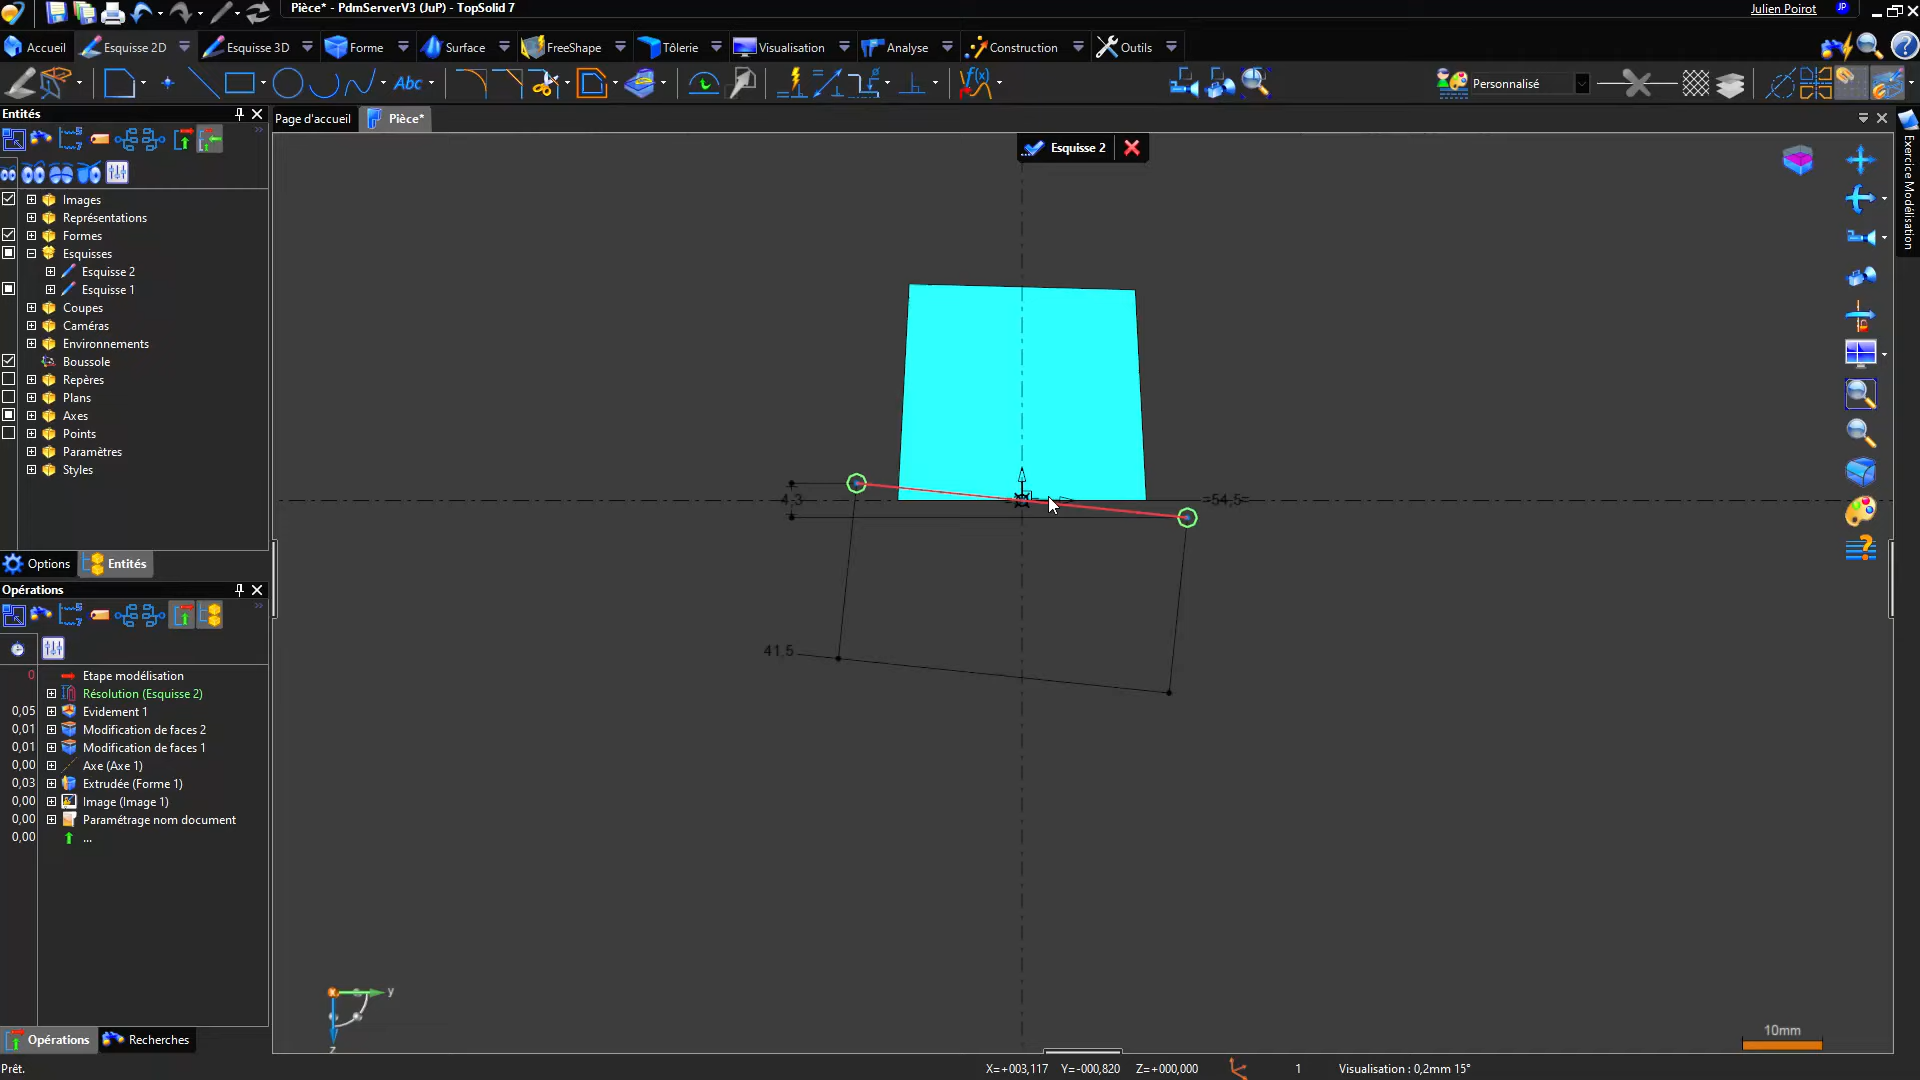 Pièce* - PdmServerV3 (JuP) - TopSolid 7
Julien Poirot
JP
Accueil
Esquisse 2D
Esquisse 3D
Forme
Surface
FreeShape
Tôlerie
Visualisation
Analyse
Construction
Outils
Abc
Personnalisé
Entités
Page d'accueil
Pièce*
Esquisse 2
Exercice Modélisation
Images
Représentations
Formes
Esquisses
Esquisse 2
Esquisse 1
Coupes
Caméras
Environnements
Boussole
Repères
Plans
Axes
Points
Paramètres
Styles
4,3
=54,5=
41,5
Options
Entités
Opérations
0 Etape modélisation
Résolution (Esquisse 2)
0,05 Evidement 1
0,01 Modification de faces 2
0,01 Modification de faces 1
0,00 Axe (Axe 1)
0,03 Extrudée (Forme 1)
0,00 Image (Image 1)
0,00 Paramétrage nom document
0,00 ...
y
z
10mm
Opérations
Recherches
Prêt.
X=+003,117 Y=-000,820 Z=+000,000
1
Visualisation : 0,2mm 15°